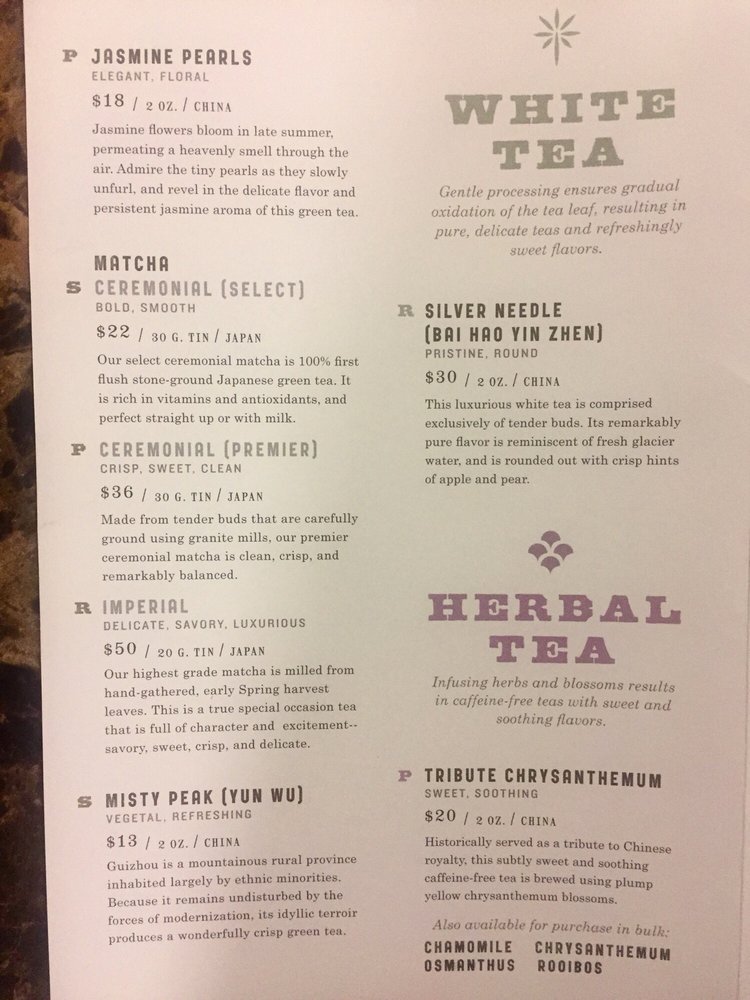 P JASMINE PEARLS
ELEGANT, FLORAL
$18 / 2 OZ. / CHINA
Jasmine flowers bloom in late summer,
permeating a heavenly smell through the
air. Admire the tiny pearls as they slowly
unfurl, and revel in the delicate flavor and
persistent jasmine aroma of this green tea.
MATCHA
S CEREMONIAL (SELECT)
BOLD, SMOOTH
$22 / 30 G. TIN / JAPAN
Our select ceremonial matcha is 100% first
flush stone-ground Japanese green tea. It
is rich in vitamins and antioxidants, and
perfect straight up or with milk.
P CEREMONIAL (PREMIER)
CRISP, SWEET, CLEAN
$36 / 30 G. TIN / JAPAN
Made from tender buds that are carefully
ground using granite mills, our premier
ceremonial matcha is clean, crisp, and
remarkably balanced.
R IMPERIAL
DELICATE, SAVORY, LUXURIOUS
$50 / 20 G. TIN / JAPAN
Our highest grade matcha is milled from
hand-gathered, early Spring harvest
leaves. This is a true special occasion tea
that is full of character and excitement--
savory, sweet, crisp, and delicate.
S MISTY PEAK (YUN WU)
VEGETAL, REFRESHING
$13 / 2 OZ. / CHINA
Guizhou is a mountainous rural province
inhabited largely by ethnic minorities.
Because it remains undisturbed by the
forces of modernization, its idyllic terroir
produces a wonderfully crisp green tea.
WHITE
TEA
Gentle processing ensures gradual
oxidation of the tea leaf, resulting in
pure, delicate teas and refreshingly
sweet flavors.
R SILVER NEEDLE
(BAI HAO YIN ZHEN)
PRISTINE, ROUND
$30 / 2 OZ. / CHINA
This luxurious white tea is comprised
exclusively of tender buds. Its remarkably
pure flavor is reminiscent of fresh glacier
water, and is rounded out with crisp hints
of apple and pear.
HERBAL
TEA
Infusing herbs and blossoms results
in caffeine-free teas with sweet and
soothing flavors.
P TRIBUTE CHRYSANTHEMUM
SWEET, SOOTHING
$20 / 2 OZ. / CHINA
Historically served as a tribute to Chinese
royalty, this subtly sweet and soothing
caffeine-free tea is brewed using plump
yellow chrysanthemum blossoms.
Also available for purchase in bulk:
CHAMOMILE CHRYSANTHEMUM
OSMANTHUS ROOIBOS